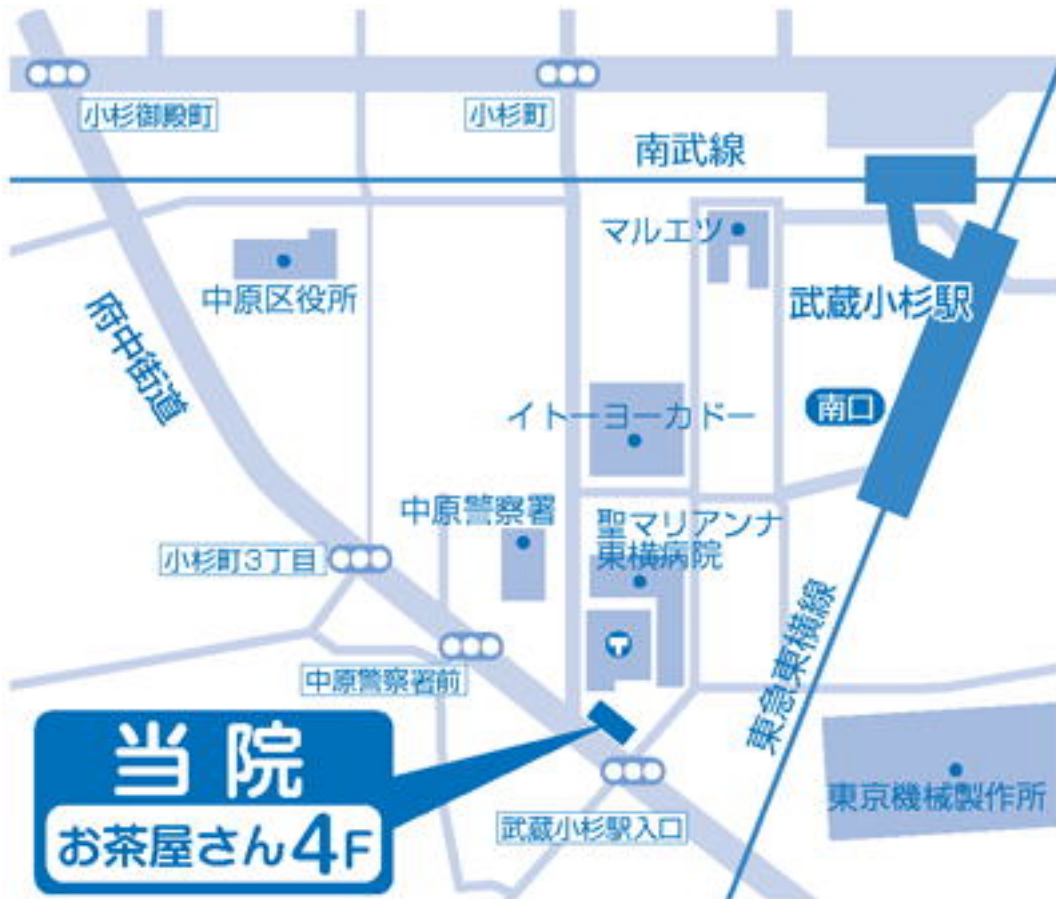 小杉御殿町
小杉町
南武線
マルエツ
中原区役所
武蔵小杉駅
府中街道
南口
イトーヨーカドー
中原警察署
聖マリアンナ
東横病院
小杉町3丁目
中原警察署前
東急東横線
当院
お茶屋さん4F
武蔵小杉駅入口
東京機械製作所